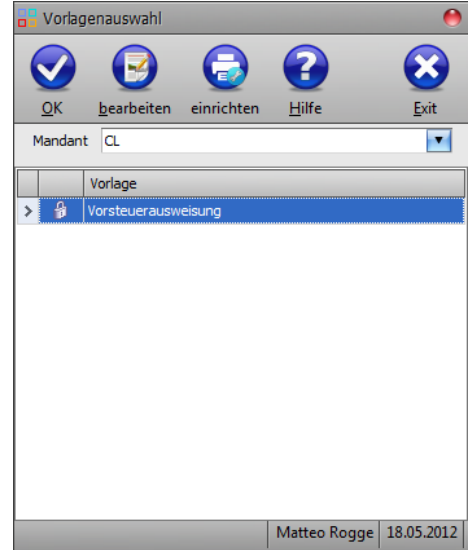 Vorlagenauswahl
OK bearbeiten einrichten Hilfe Exit
Mandant CL
Vorlage
Vorsteuerausweisung
Matteo Rogge 18.05.2012